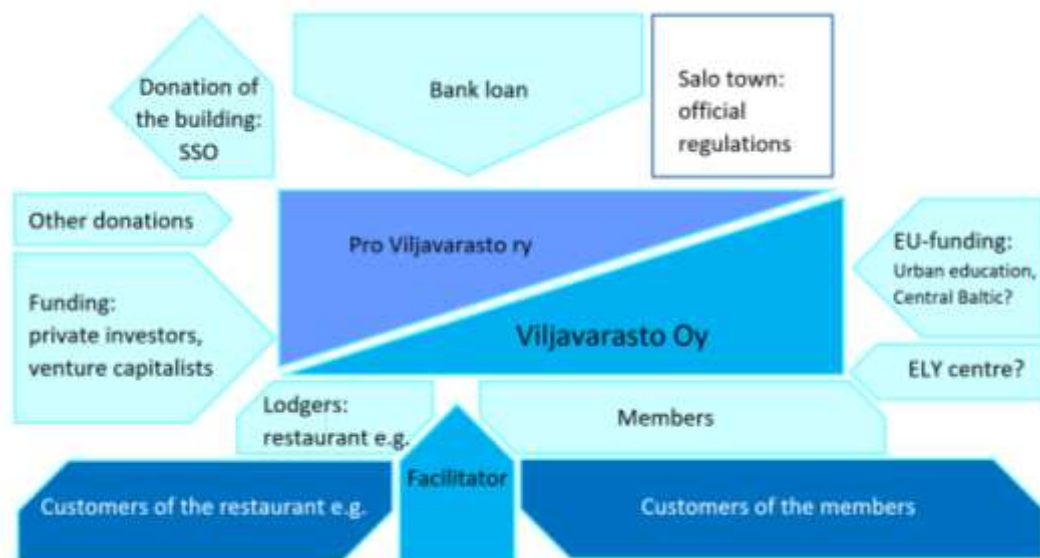 Donation of
the building:
SSO
Bank loan
Salo town:
official
regulations
Other donations
Pro Viljavarasto ry
EU-funding:
Urban education,
Central Baltic?
Funding:
private investors,
venture capitalists
Viljavarasto Oy
ELY centre?
Lodgers:
restaurant e.g.
Members
Facilitator
Customers of the restaurant e.g.
Customers of the members